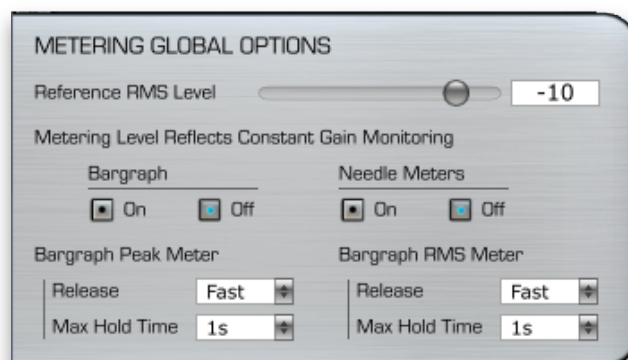 METERING GLOBAL OPTIONS
Reference RMS Level -10
Metering Level Reflects Constant Gain Monitoring
Bargraph Needle Meters
On Off On Off
Bargraph Peak Meter Bargraph RMS Meter
Release Fast Release Fast
Max Hold Time 1s Max Hold Time 1s